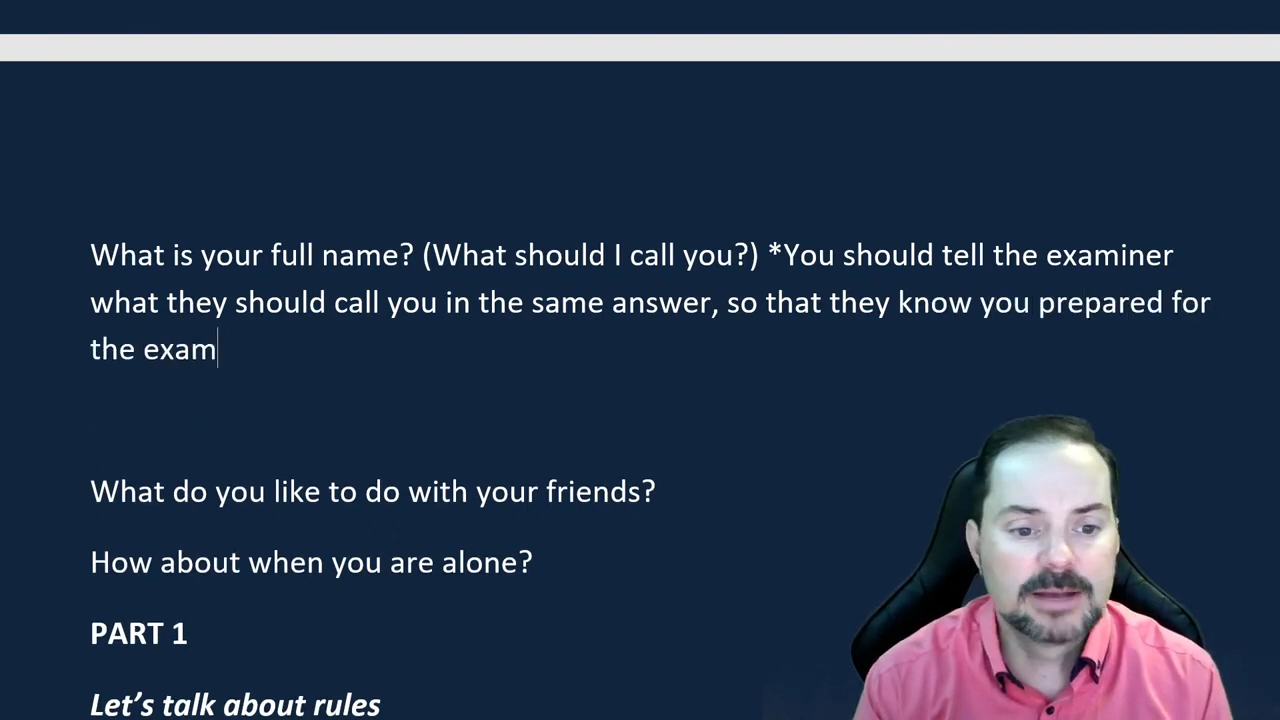 What is your full name? (What should I call you?) *You should tell the examiner
what they should call you in the same answer, so that they know you prepared for
the exam
What do you like to do with your friends?
How about when you are alone?
PART 1
Let’s talk about rules